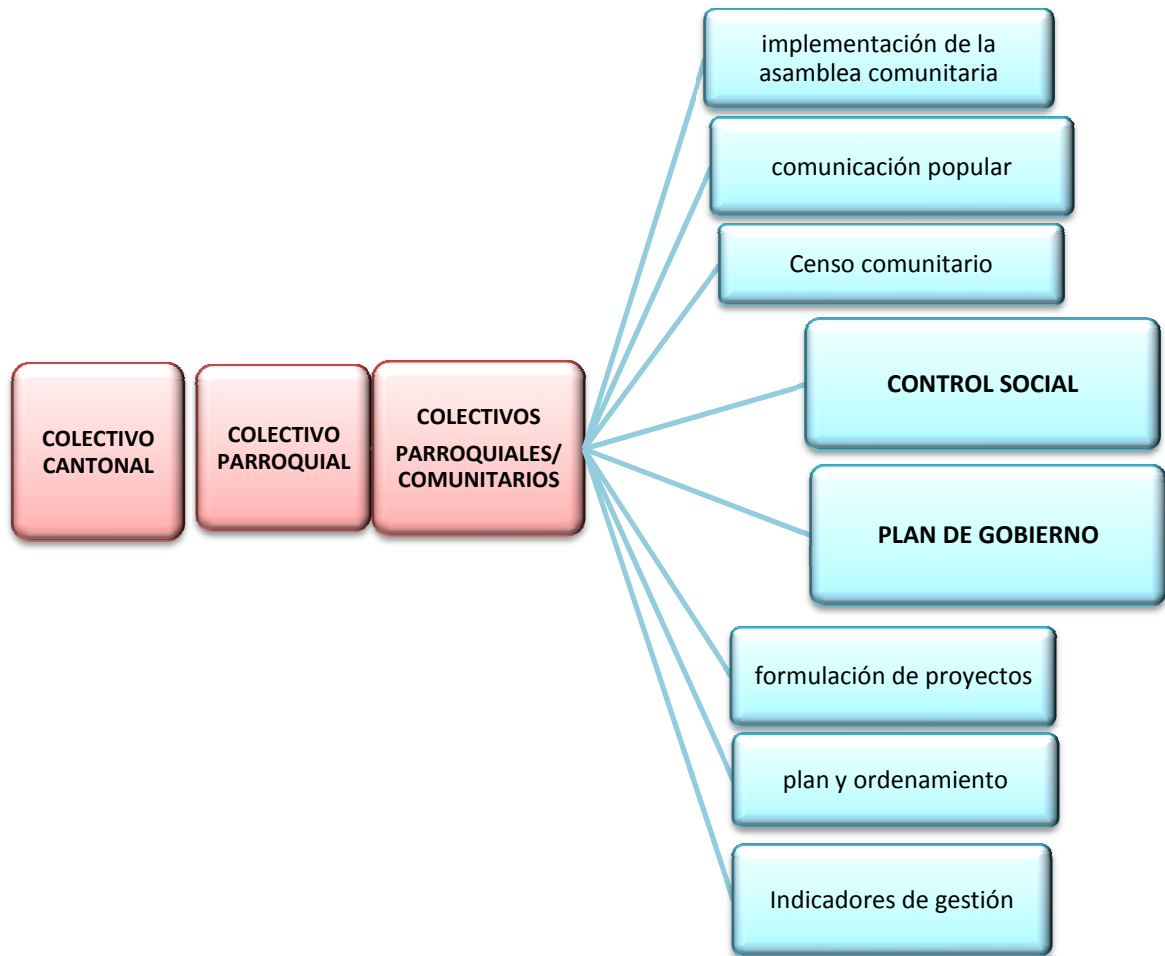 implementación de la
asamblea comunitaria
comunicación popular
Censo comunitario
CONTROL SOCIAL
COLECTIVO
CANTONAL
COLECTIVO
PARROQUIAL
COLECTIVOS
PARROQUIALES/
COMUNITARIOS
PLAN DE GOBIERNO
formulación de proyectos
plan y ordenamiento
Indicadores de gestión